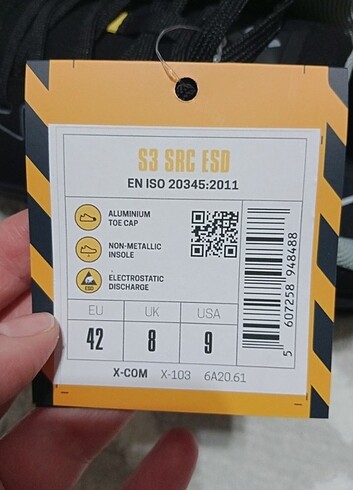 S3 SRC ESD
EN ISO 20345:2011
ALUMINIUM
TOE CAP
NON-METALLIC
INSOLE
ESD
ELECTROSTATIC
DISCHARGE
EU UK USA
42 8 9
X-COM X-103 6A20.61
5 607258 948488